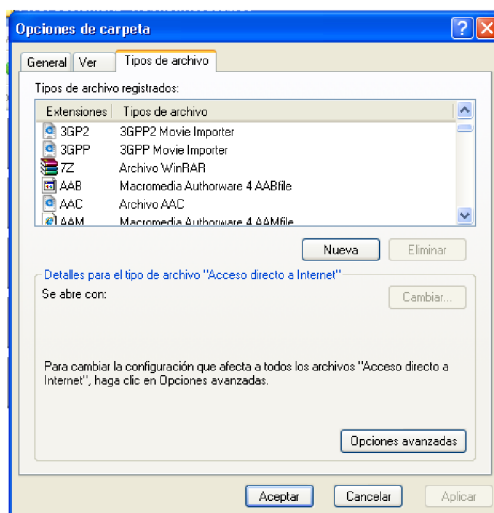 Opciones de carpeta
General Ver Tipos de archivo
Tipos de archivo registrados:
Extensiones Tipos de archivo
3GP2 3GPP2 Movie Importer
3GPP 3GPP Movie Importer
7Z Archivo WinRAR
AAB Macromedia Authorware 4 AABfile
AAC Archivo AAC
AAM Macromedia Authorware 4 AAMfile
Nueva Eliminar
Detalles para el tipo de archivo "Acceso directo a Internet"
Se abre con: Cambiar...
Para cambiar la configuración que afecta a todos los archivos "Acceso directo a
Internet", haga clic en Opciones avanzadas.
Opciones avanzadas
Aceptar Cancelar Aplicar